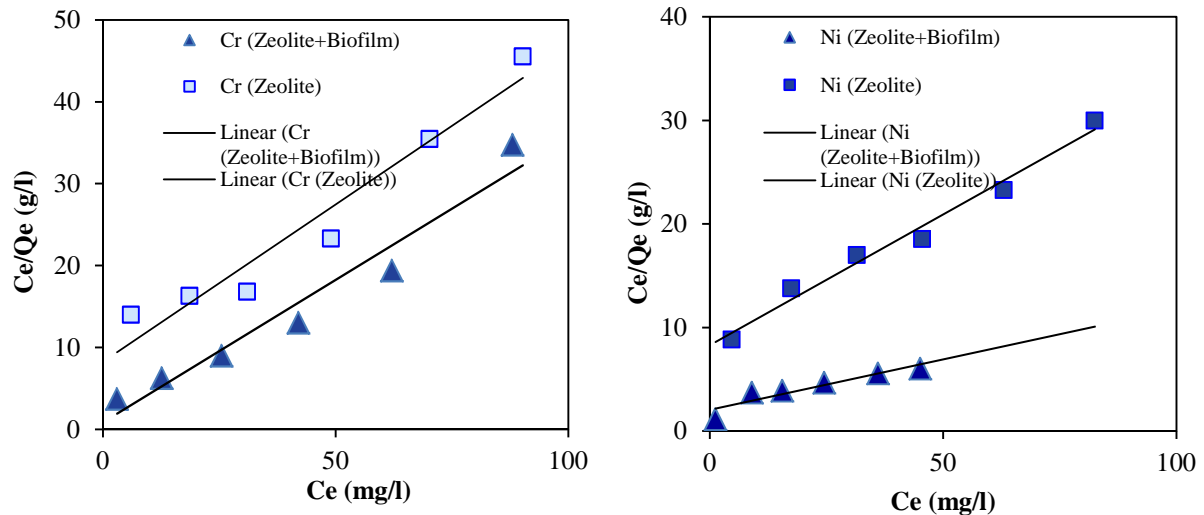 50
40
30
20
10
0
Ce/Qe (g/l)
Cr (Zeolite+Biofilm)
Cr (Zeolite)
Linear (Cr
(Zeolite+Biofilm))
Linear (Cr (Zeolite))
0
50
100
Ce (mg/l)
40
30
20
10
0
Ce/Qe (g/l)
Ni (Zeolite+Biofilm)
Ni (Zeolite)
Linear (Ni
(Zeolite+Biofilm))
Linear (Ni (Zeolite))
0
50
100
Ce (mg/l)